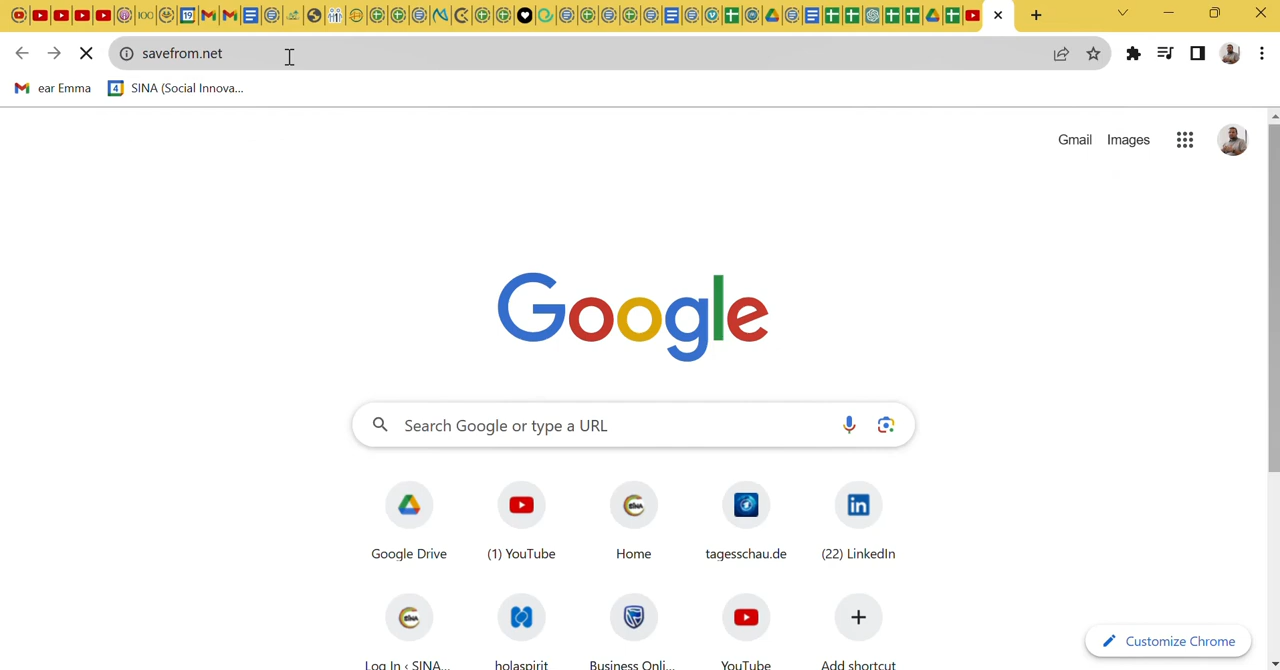 savefrom.net
ear Emma
SINA (Social Innova...
Gmail
Images
Google
Search Google or type a URL
Google Drive
(1) YouTube
Home
tagesschau.de
(22) LinkedIn
Log In ‹ SINA...
holaspirit
Business Onli...
YouTube
Add shortcut
Customize Chrome